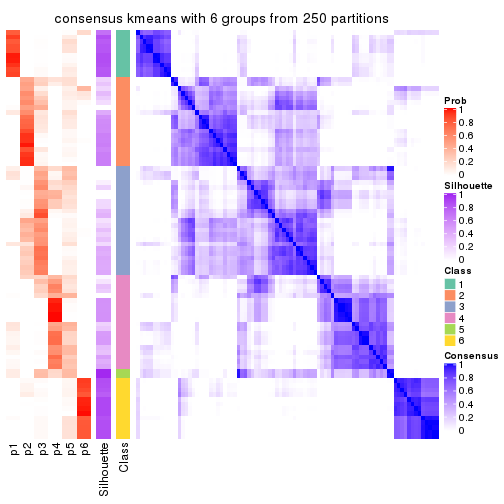 consensus kmeans with 6 groups from 250 partitions
Prob
1
0.8
0.6
0.4
0.2
0
Silhouette
1
0.8
0.6
0.4
0.2
0
Class
1
2
3
4
5
6
Consensus
1
0.8
0.6
0.4
0.2
0
p1
p2
p3
p4
p5
p6
Silhouette
Class